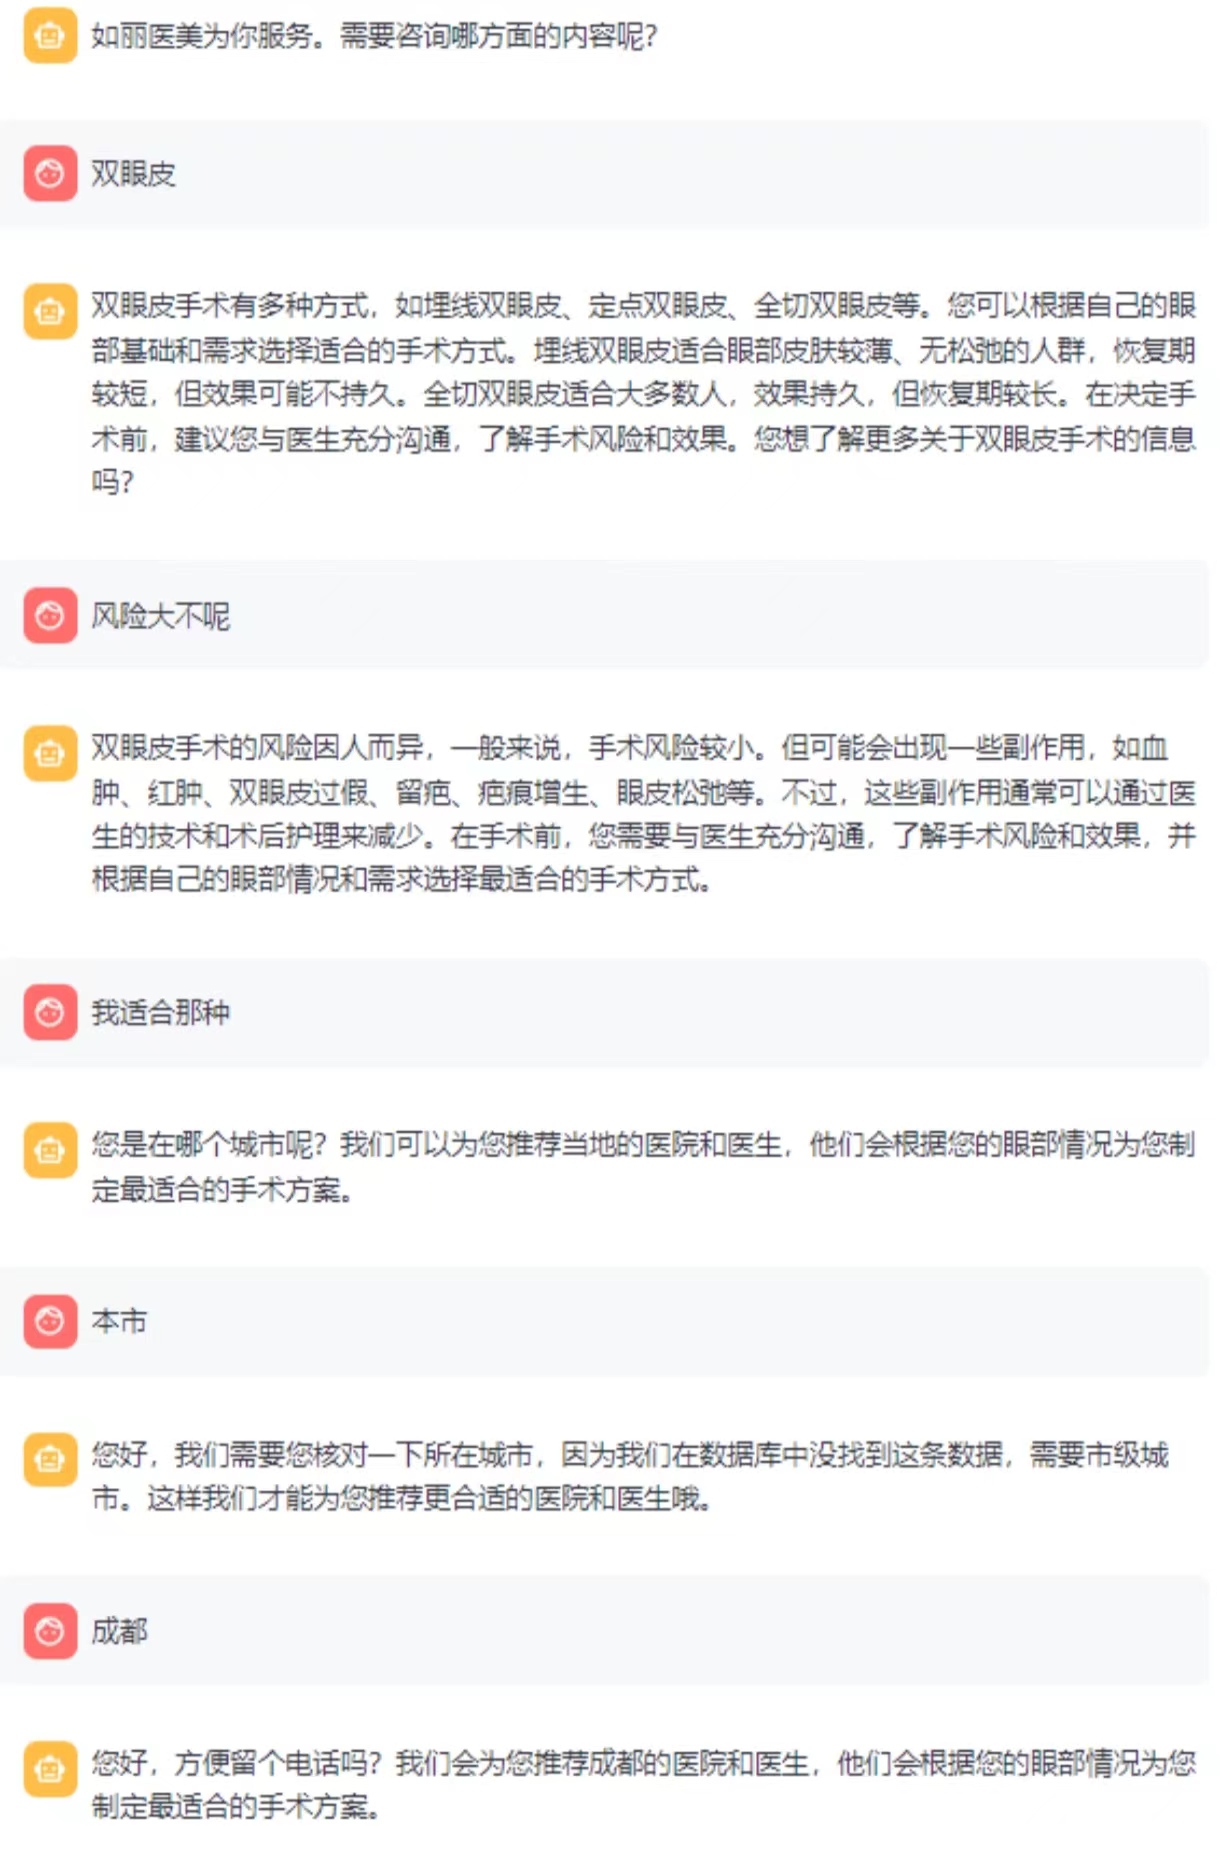 如丽医美为你服务。需要咨询哪方面的内容呢?
双眼皮
双眼皮手术有多种方式，如埋线双眼皮、定点双眼皮、全切双眼皮等。您可以根据自己的眼
部基础和需求选择适合的手术方式。埋线双眼皮适合眼部皮肤较薄、无松弛的人群，恢复期
较短，但效果可能不持久。全切双眼皮适合大多数人，效果持久，但恢复期较长。在决定手
术前，建议您与医生充分沟通，了解手术风险和效果。您想了解更多关于双眼皮手术的信息
吗?
风险大不呢
双眼皮手术的风险因人而异，一般来说，手术风险较小。但可能会出现一些副作用，如血
肿、红肿、双眼皮过假、留疤、疤痕增生、眼皮松弛等。不过，这些副作用通常可以通过医
生的技术和术后护理来减少。在手术前，您需要与医生充分沟通，了解手术风险和效果，并
根据自己的眼部情况和需求选择最适合的手术方式。
我适合那种
您是在哪个城市呢? 我们可以为您推荐当地的医院和医生，他们会根据您的眼部情况为您制
定最适合的手术方案。
本市
您好，我们需要您核对一下所在城市，因为我们在数据库中没找到这条数据，需要市级城
市。这样我们才能为您推荐更合适的医院和医生哦。
成都
您好，方便留个电话吗? 我们会为您推荐成都的医院和医生，他们会根据您的眼部情况为您
制定最适合的手术方案。